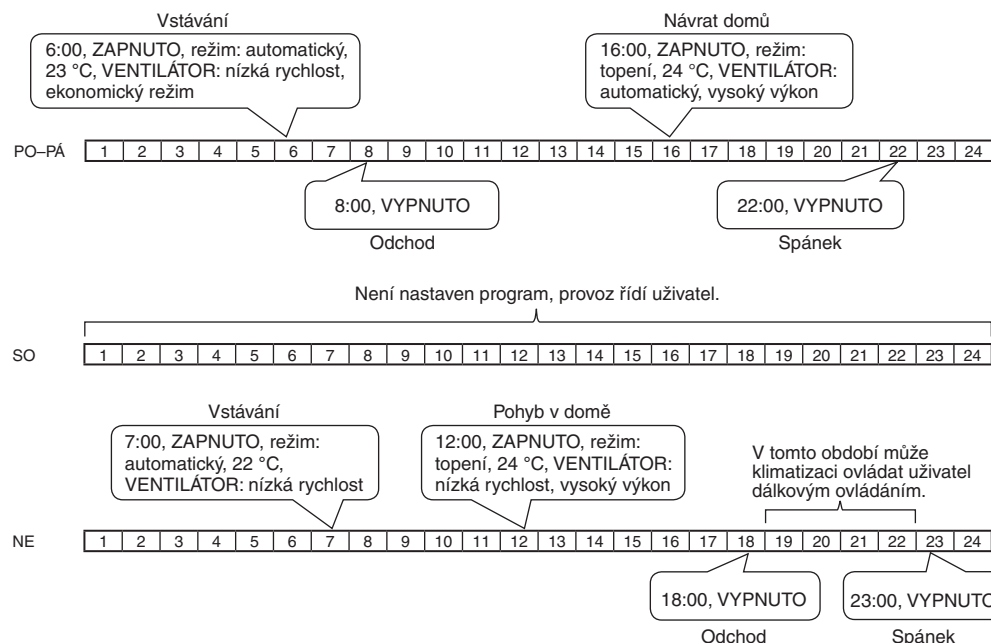 Vstávání
6:00, ZAPNUTO, režim: automatický,
23 °C, VENTILÁTOR: nízká rychlost,
ekonomický režim
Návrat domů
16:00, ZAPNUTO, režim:
topení, 24 °C, VENTILÁTOR:
automatický, vysoký výkon
PO–PÁ 1 2 3 4 5 6 7 8 9 10 11 12 13 14 15 16 17 18 19 20 21 22 23 24
8:00, VYPNUTO
Odchod
22:00, VYPNUTO
Spánek
Není nastaven program, provoz řídí uživatel.
SO 1 2 3 4 5 6 7 8 9 10 11 12 13 14 15 16 17 18 19 20 21 22 23 24
Vstávání
7:00, ZAPNUTO, režim:
automatický, 22 °C,
VENTILÁTOR: nízká rychlost
Pohyb v domě
12:00, ZAPNUTO, režim:
topení, 24 °C, VENTILÁTOR:
nízká rychlost, vysoký výkon
V tomto období může
klimatizaci ovládat uživatel
dálkovým ovládáním.
NE 1 2 3 4 5 6 7 8 9 10 11 12 13 14 15 16 17 18 19 20 21 22 23 24
18:00, VYPNUTO
Odchod
23:00, VYPNUTO
Spánek